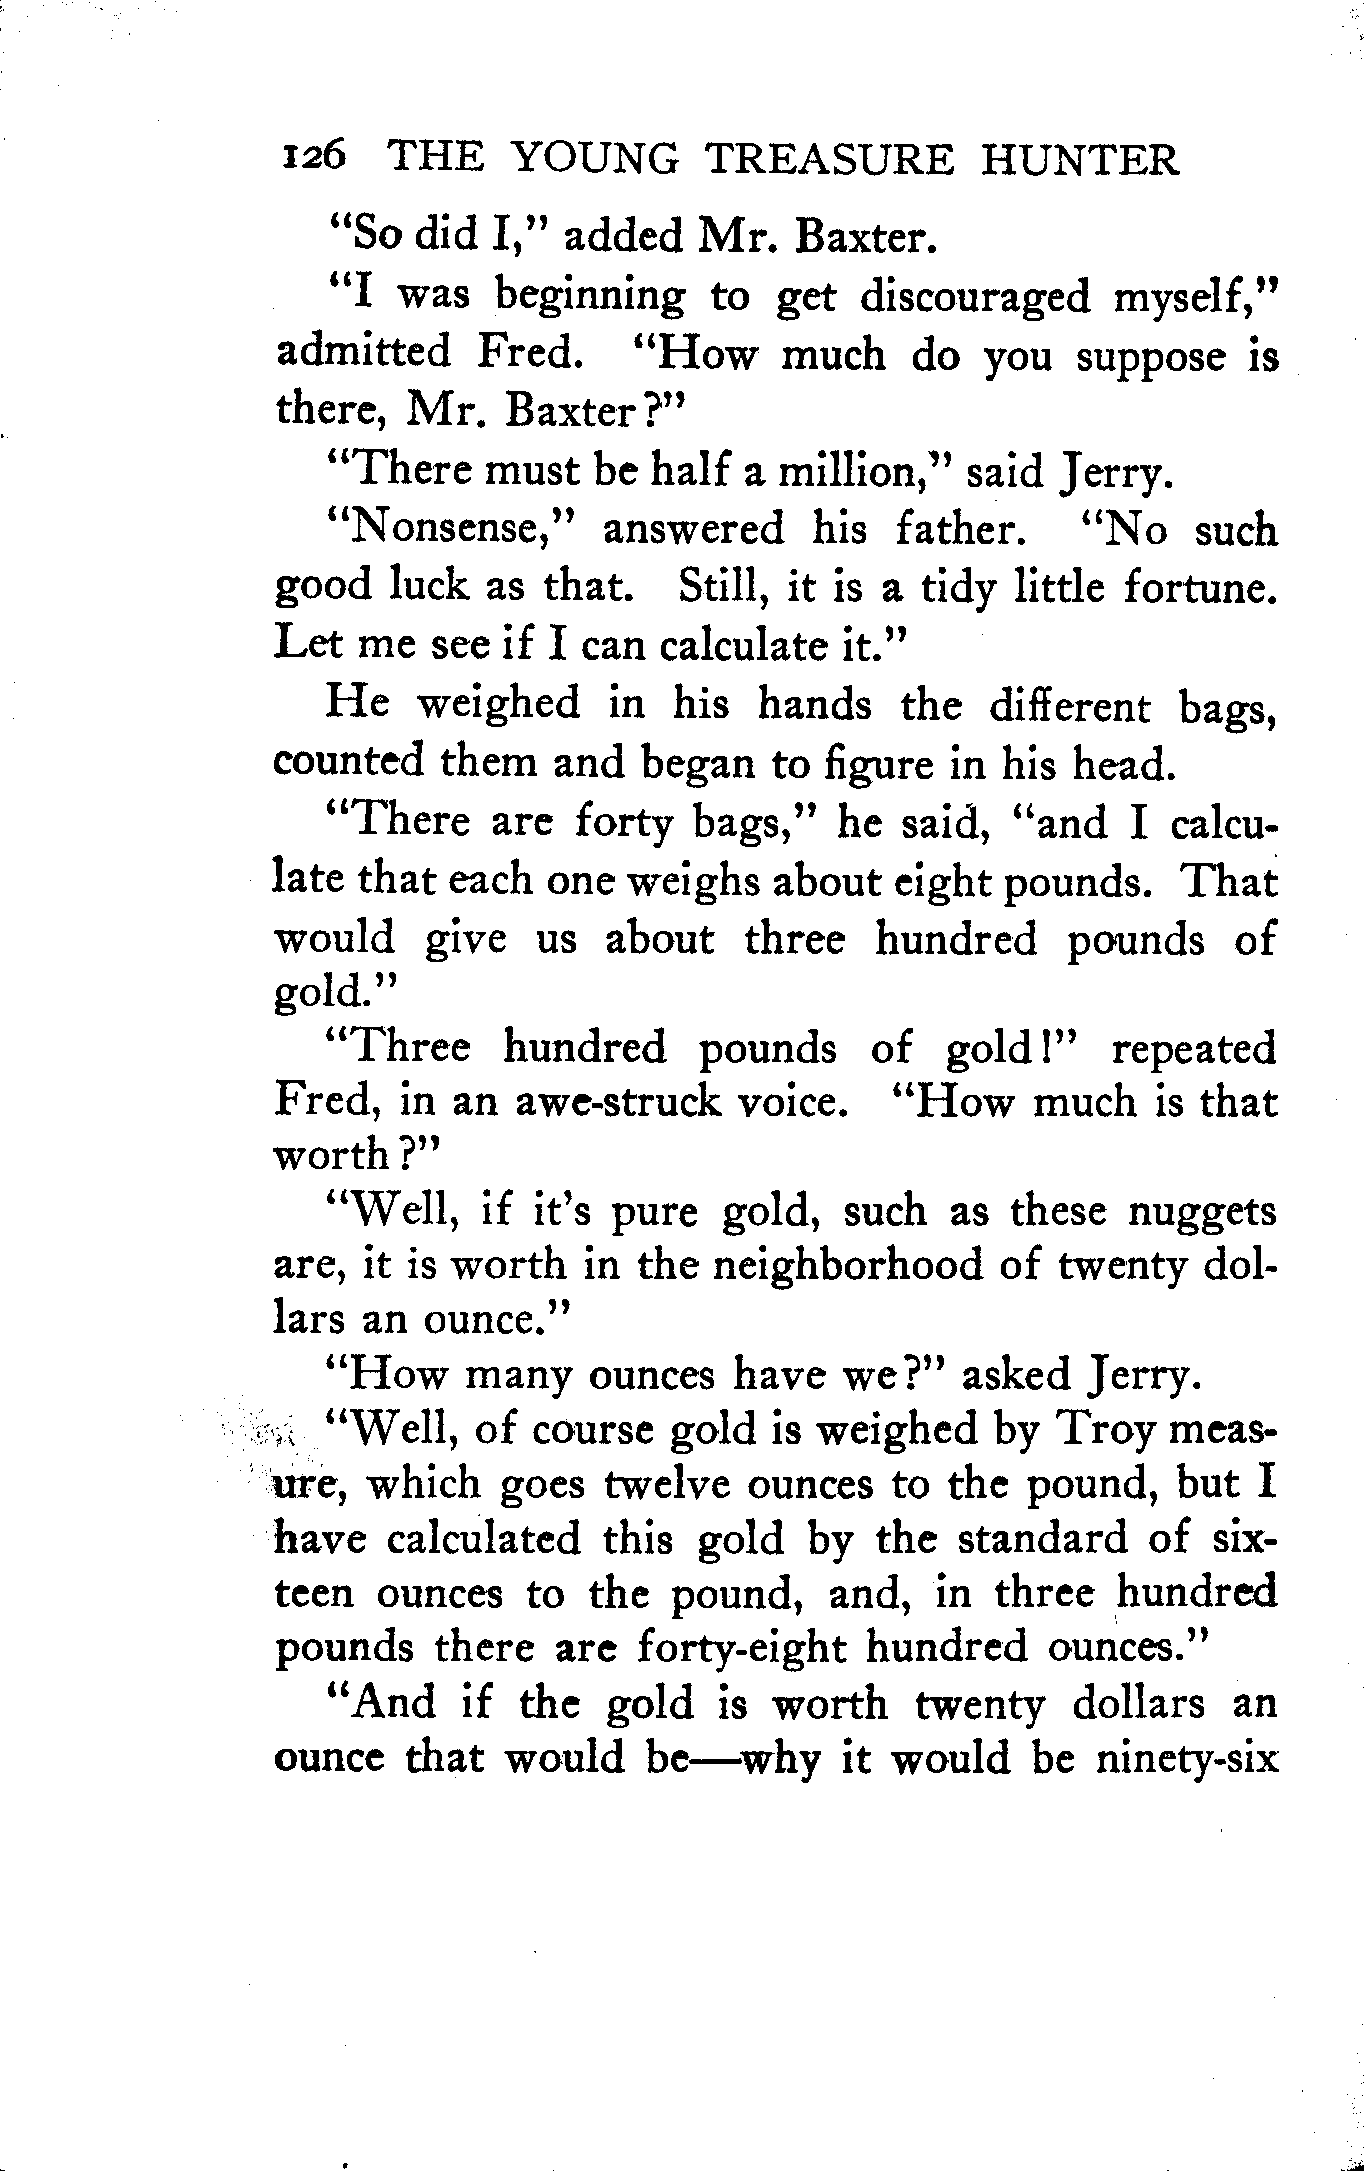 126 THE YOUNG TREASURE HUNTER
"So did I," added Mr. Baxter.
"I was beginning to get discouraged myself,"
admitted Fred. "How much do you suppose is
there, Mr. Baxter?"
"There must be half a million," said Jerry.
"Nonsense," answered his father. "No such
good luck as that. Still, it is a tidy little fortune.
Let me see if I can calculate it."
He weighed in his hands the different bags,
counted them and began to figure in his head.
"There are forty bags," he said, "and I calcu-
late that each one weighs about eight pounds. That
would give us about three hundred pounds of
gold."
"Three hundred pounds of gold!" repeated
Fred, in an awe-struck voice. "How much is that
worth?"
"Well, if it's pure gold, such as these nuggets
are, it is worth in the neighborhood of twenty dol-
lars an ounce."
"How many ounces have we?" asked Jerry.
"Well, of course gold is weighed by Troy meas-
ure, which goes twelve ounces to the pound, but I
have calculated this gold by the standard of six-
teen ounces to the pound, and, in three hundred
pounds there are forty-eight hundred ounces."
"And if the gold is worth twenty dollars an
ounce that would be—why it would be ninety-six